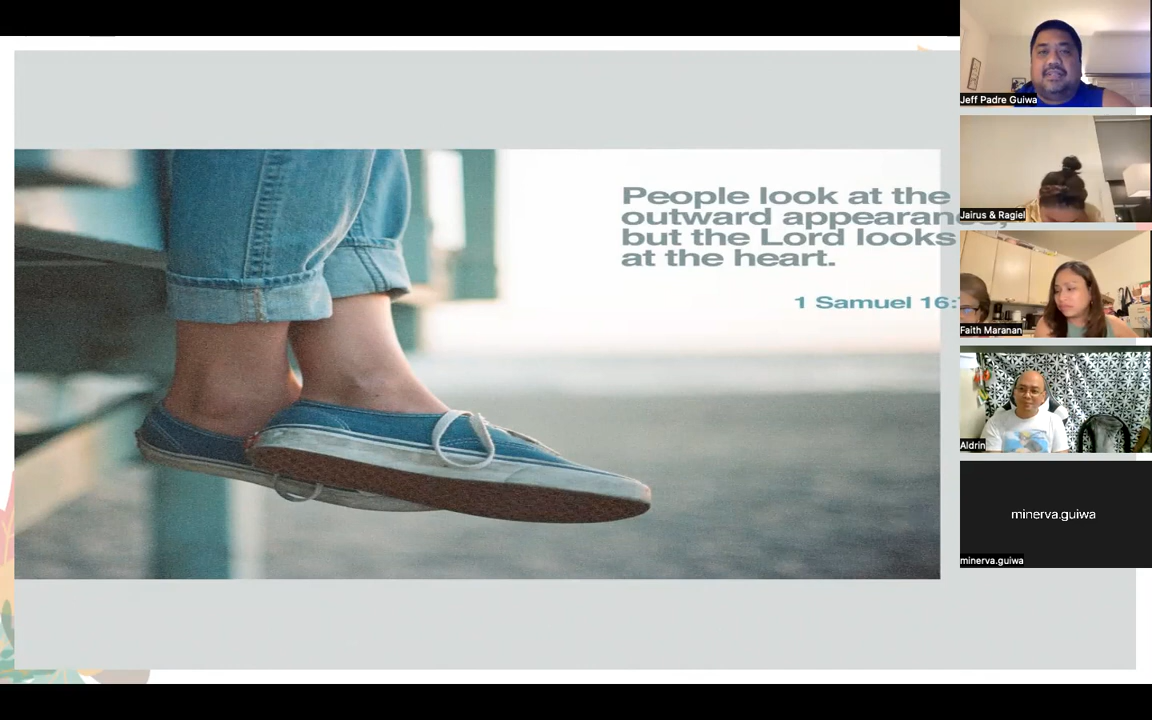 People look at the
outward appearance,
but the Lord looks
at the heart.
1 Samuel 16:
Jeff Padre Guiwa
Jairus & Ragiel
Faith Maranan
Aldrin
minerva.guiwa
minerva.guiwa